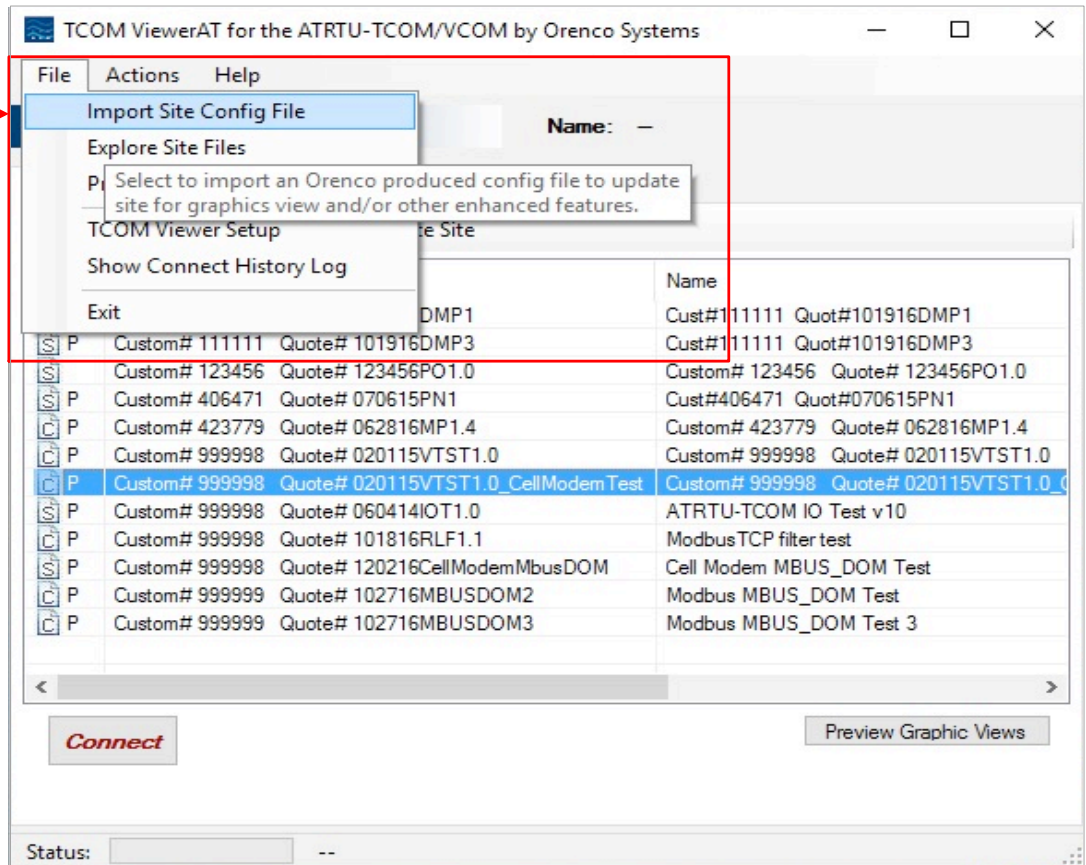 TCOM ViewerAT for the ATRTU-TCOM/VCOM by Orenco Systems
File Actions Help
Import Site Config File
Name: –
Explore Site Files
Select to import an Orenco produced config file to update
site for graphics view and/or other enhanced features.
TCOM Viewer Setup Site
Show Connect History Log
Name
Exit DMP1 Cust#111111 Quot#101916DMP1
S P Custom# 111111 Quote# 101916DMP3 Cust#111111 Quot#101916DMP3
S Custom# 123456 Quote# 123456PO1.0 Custom# 123456 Quote# 123456PO1.0
S P Custom# 406471 Quote# 070615PN1 Cust#406471 Quot#070615PN1
C P Custom# 423779 Quote# 062816MP1.4 Custom# 423779 Quote# 062816MP1.4
C P Custom# 999998 Quote# 020115VTST1.0 Custom# 999998 Quote# 020115VTST1.0
C P Custom# 999998 Quote# 020115VTST1.0_CellModemTest Custom# 999998 Quote# 020115VTST1.0_
S P Custom# 999998 Quote# 060414IOT1.0 ATRTU-TCOM IO Test v10
C P Custom# 999998 Quote# 101816RLF1.1 ModbusTCP filter test
S P Custom# 999998 Quote# 120216CellModemMbusDOM Cell Modem MBUS_DOM Test
C P Custom# 999999 Quote# 102716MBUSDOM2 Modbus MBUS_DOM Test
C P Custom# 999999 Quote# 102716MBUSDOM3 Modbus MBUS_DOM Test 3
Connect
Preview Graphic Views
Status: --